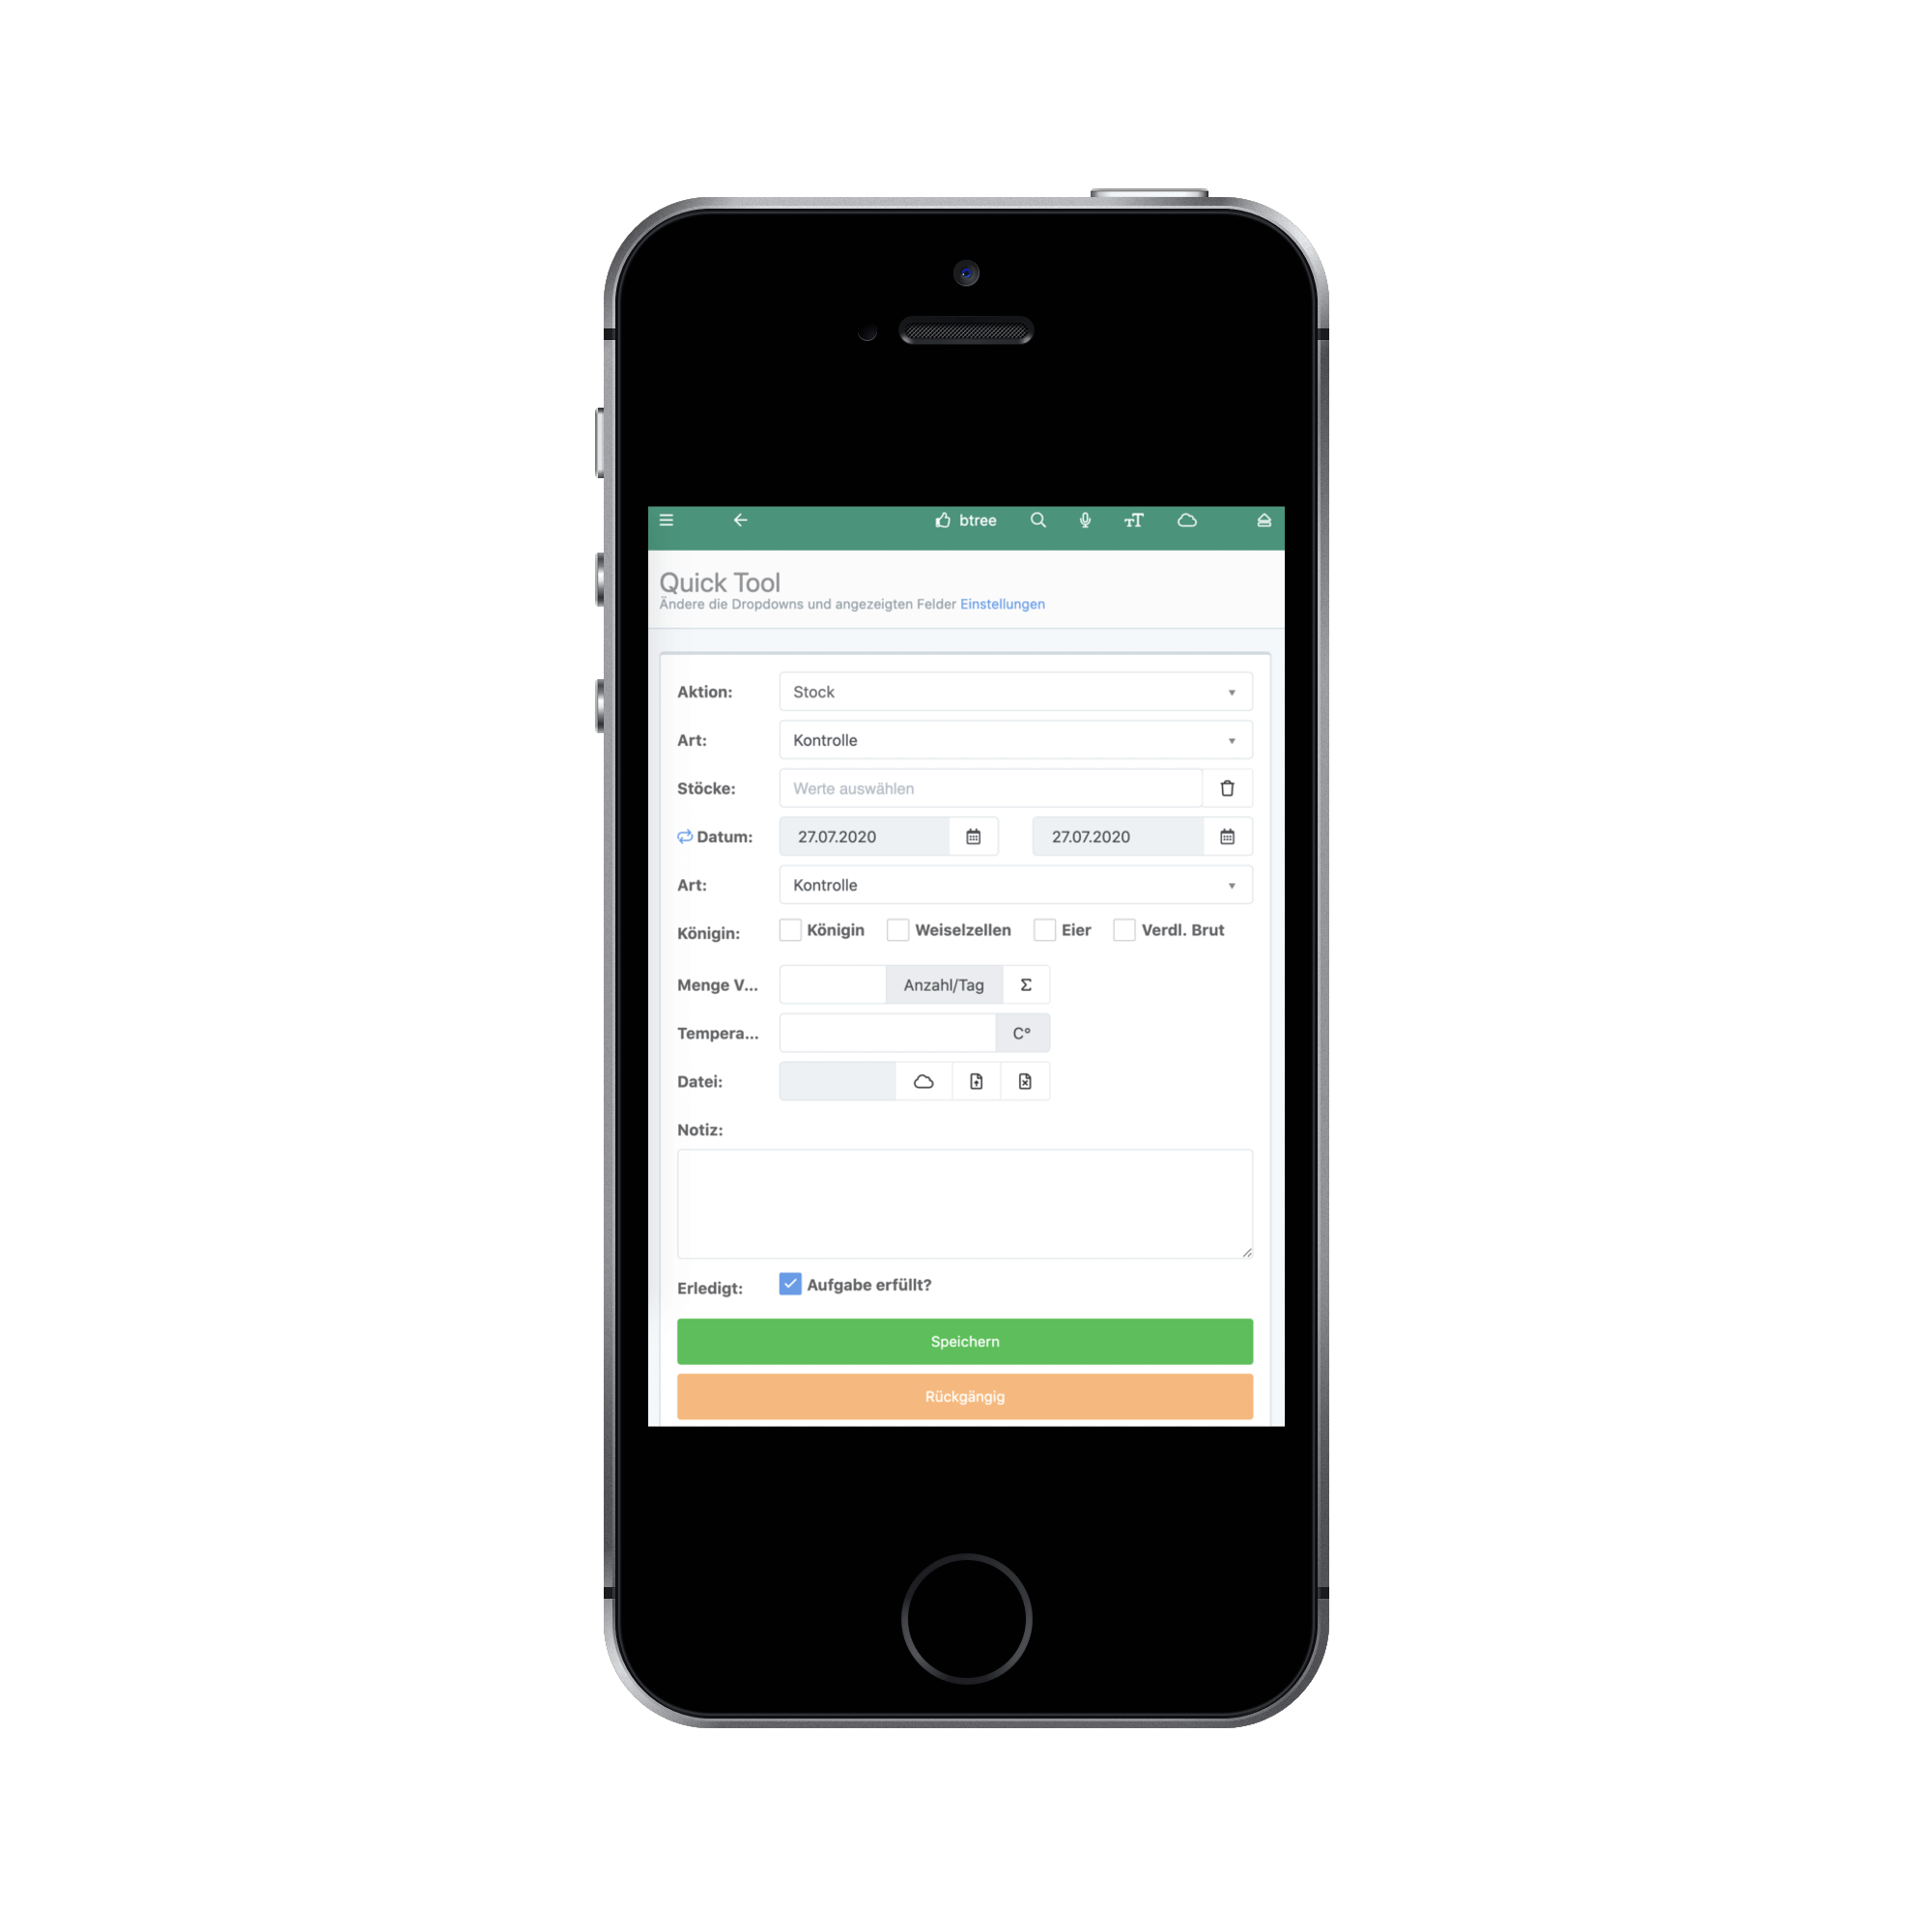 btree
Quick Tool
Ändere die Dropdowns und angezeigten Felder Einstellungen
Aktion: Stock
Art: Kontrolle
Stöcke: Werte auswählen
Datum: 27.07.2020 27.07.2020
Art: Kontrolle
Königin: Königin Weiselzellen Eier Verdl. Brut
Menge V... Anzahl/Tag Σ
Tempera... C°
Datei:
Notiz:
Erledigt: Aufgabe erfüllt?
Speichern
Rückgängig